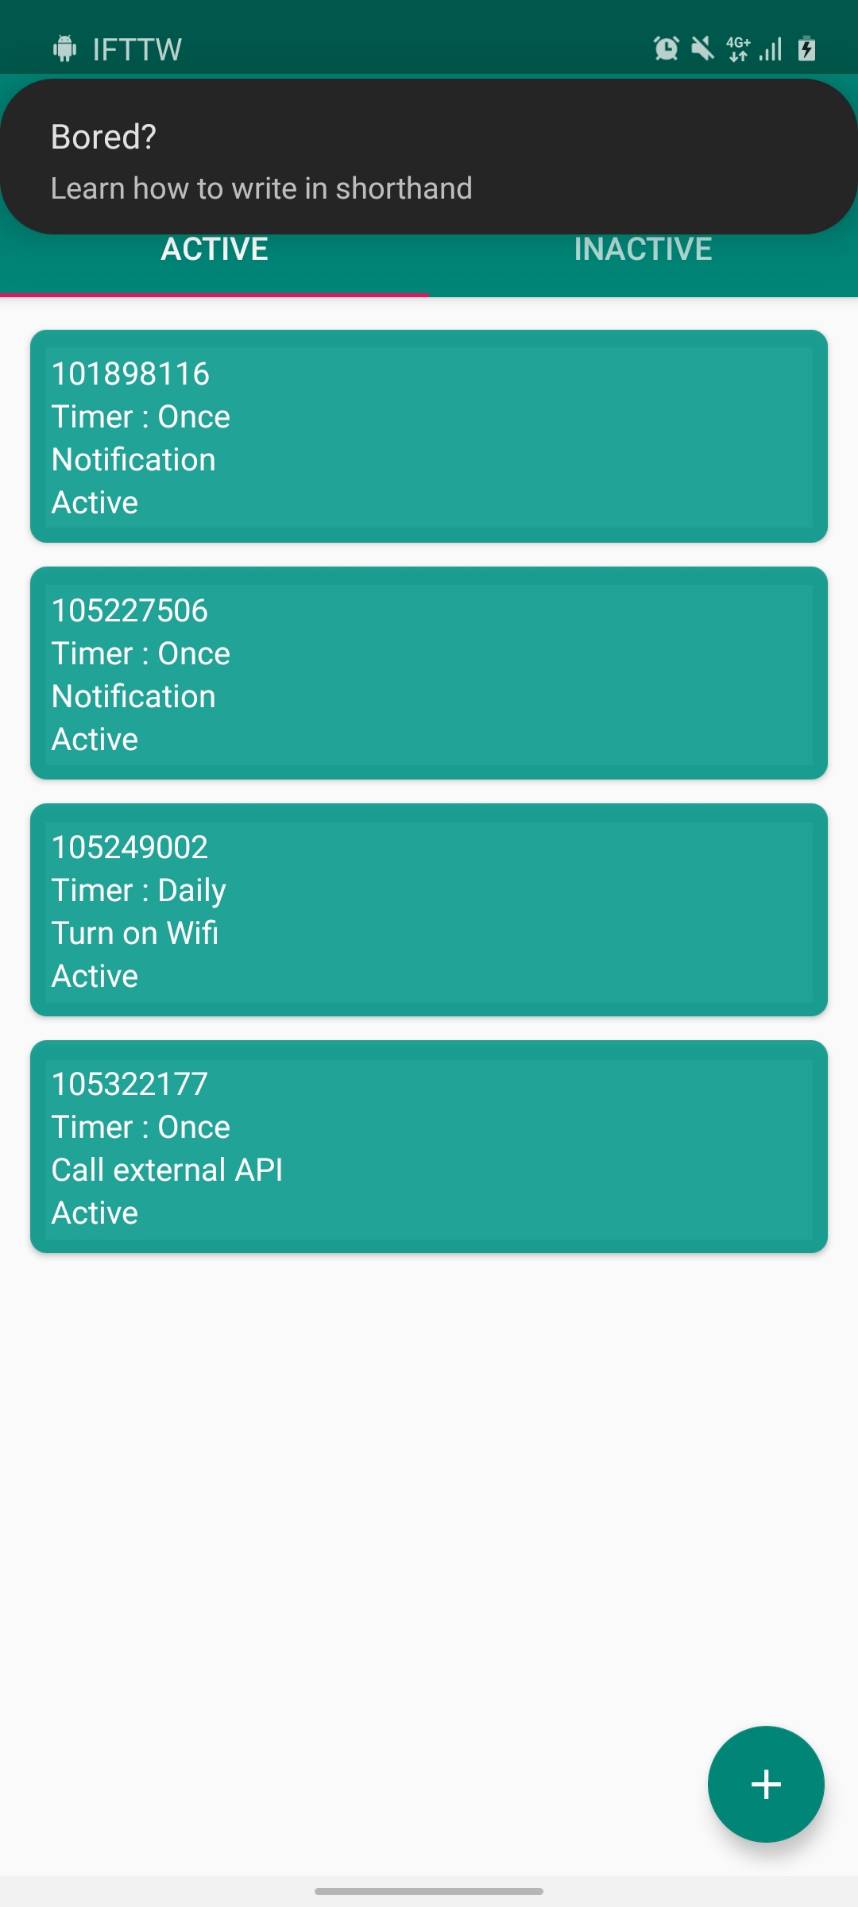 IFTTW
4G+
Bored?
Learn how to write in shorthand
ACTIVE
INACTIVE
101898116
Timer : Once
Notification
Active
105227506
Timer : Once
Notification
Active
105249002
Timer : Daily
Turn on Wifi
Active
105322177
Timer : Once
Call external API
Active